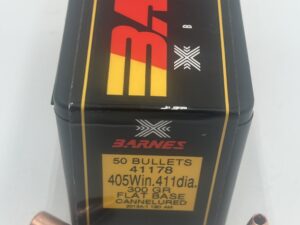 BARNES
50 BULLETS
41178
405Win.411dia.
300 GR
FLAT BASE
CANNELURED